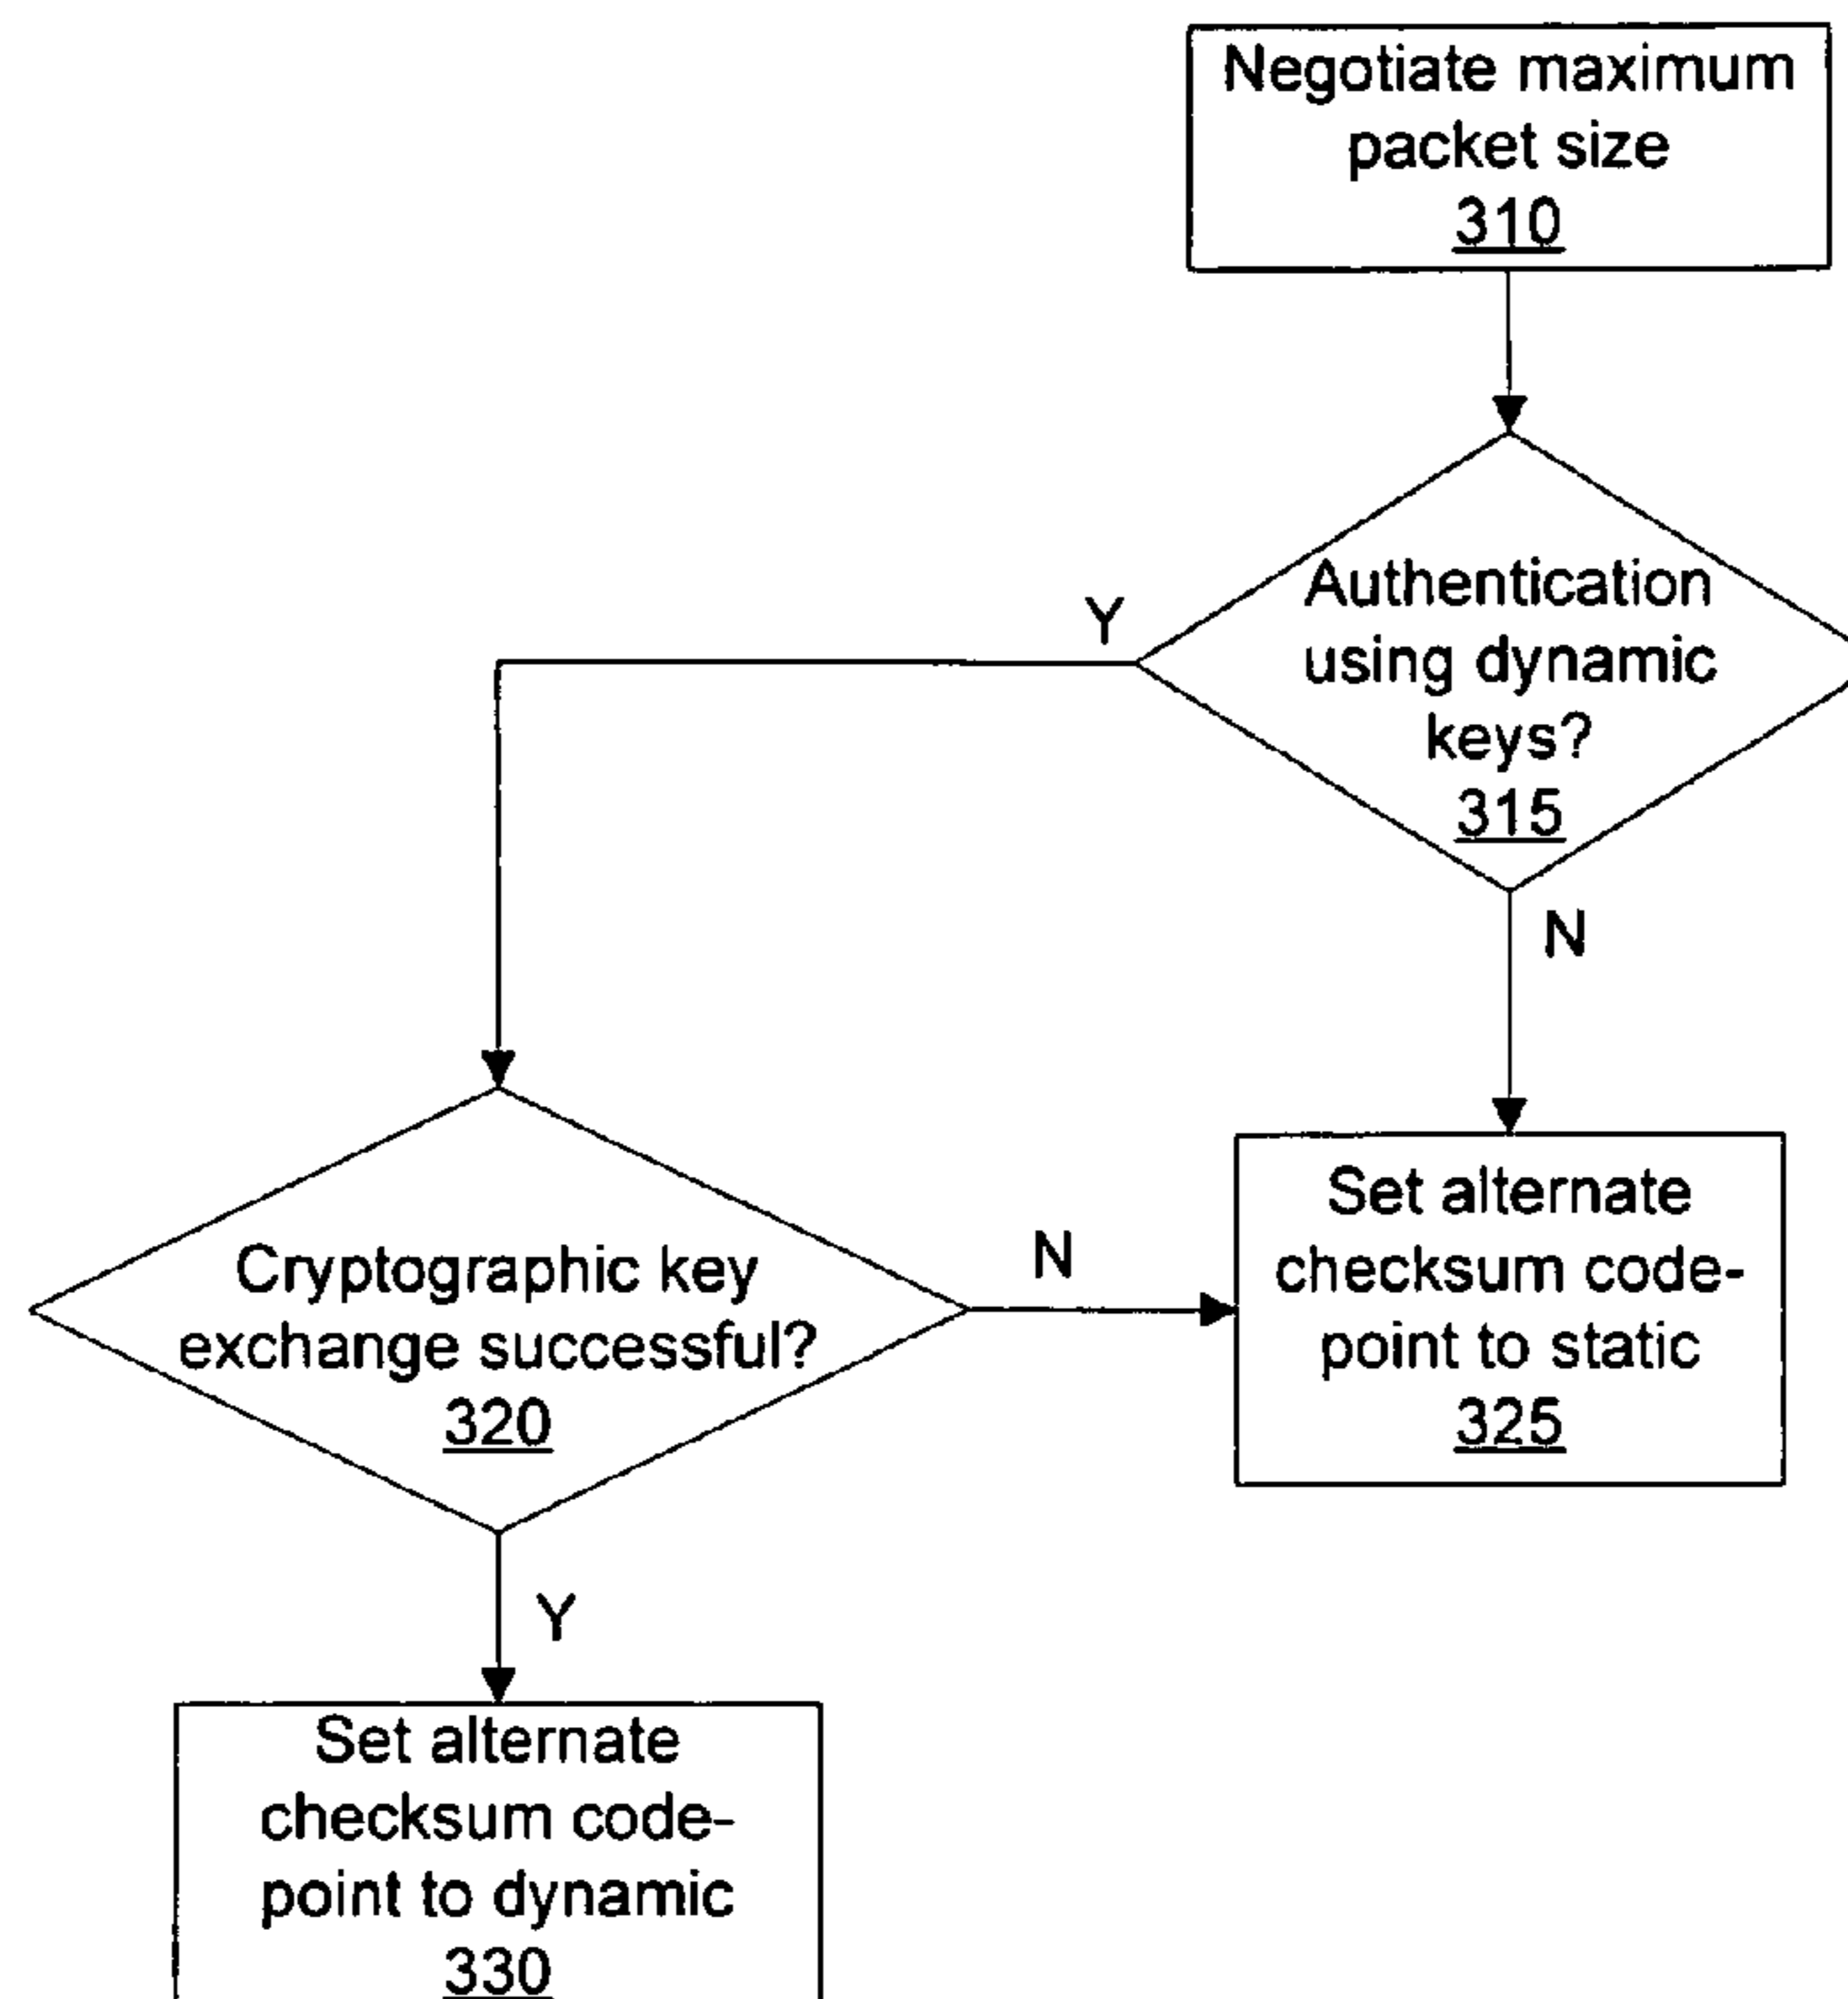 Negotiate maximum
packet size
310
Authentication
using dynamic
keys?
315
Y
N
Cryptographic key
exchange successful?
320
N
Set alternate
checksum code-
point to static
325
Y
Set alternate
checksum code-
point to dynamic
330